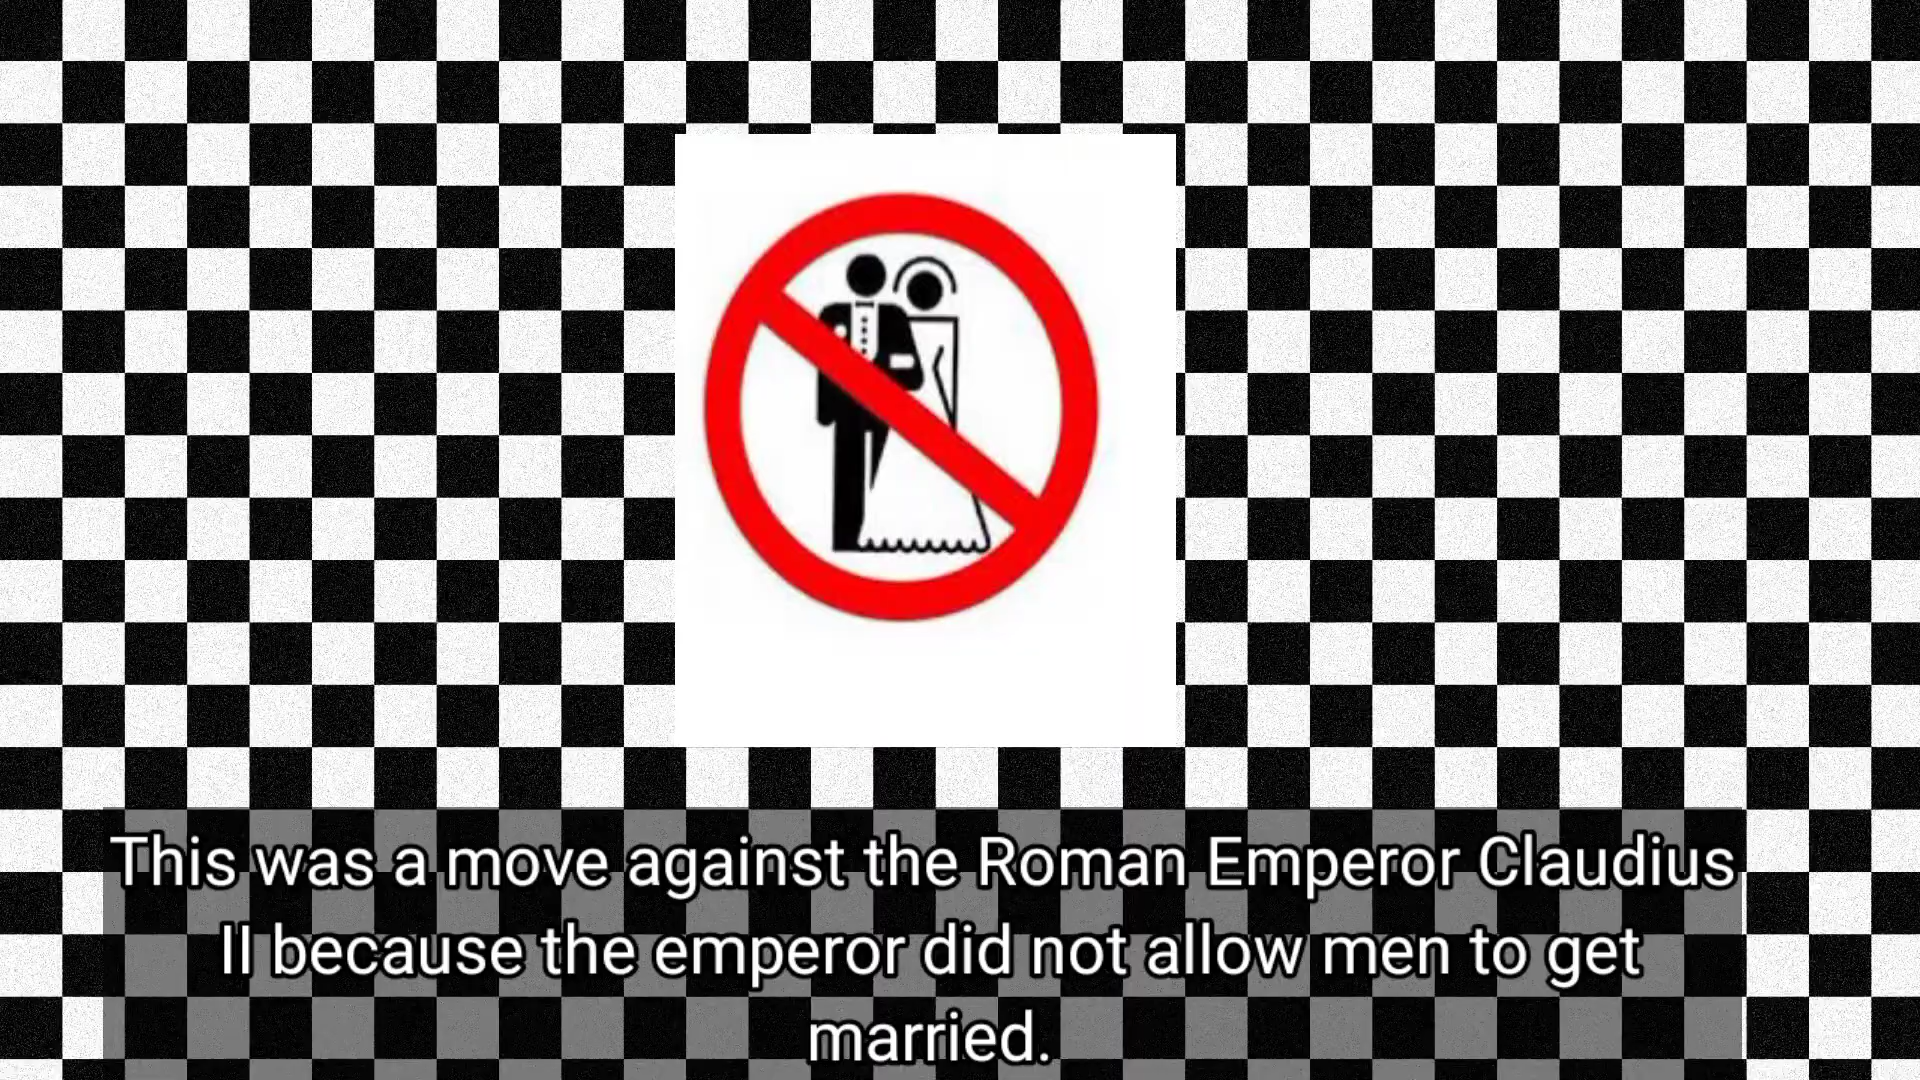 This was a move against the Roman Emperor Claudius
II because the emperor did not allow men to get
married.